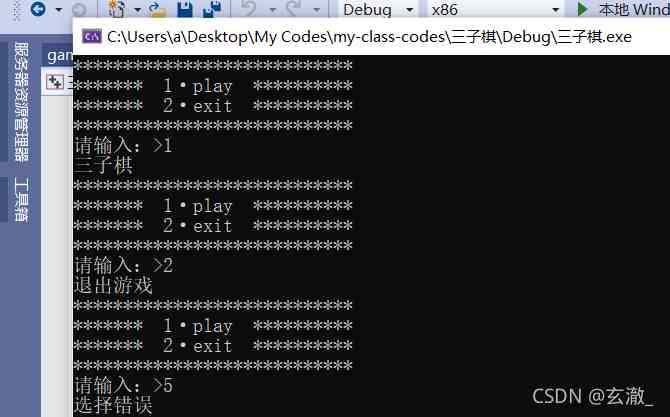 Debug
x86
本地 Wind
C:\Users\a\Desktop\My Codes\my-class-codes\三子棋\Debug\三子棋.exe
服务器资源管理器
工具箱
gan
****************************
*******  1·play  **********
*******  2·exit  **********
****************************
请输入：>1
三子棋
****************************
*******  1·play  **********
*******  2·exit  **********
****************************
请输入：>2
退出游戏
****************************
*******  1·play  **********
*******  2·exit  **********
****************************
请输入：>5
选择错误
CSDN @玄澈_